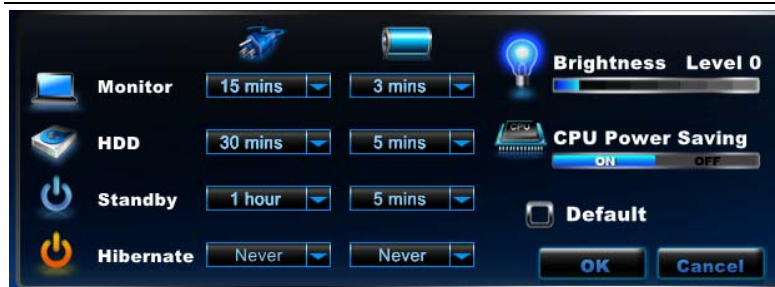 Monitor 15 mins 3 mins
HDD 30 mins 5 mins
Standby 1 hour 5 mins
Hibernate Never Never
Brightness Level 0
CPU
CPU Power Saving
ON OFF
Default
OK Cancel